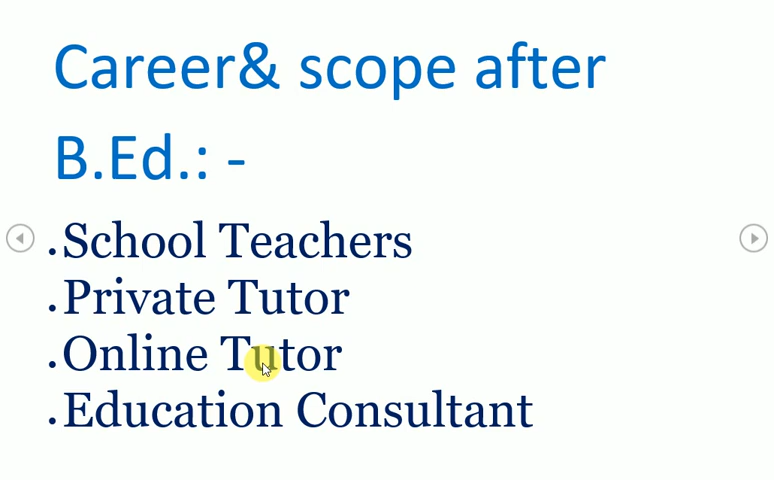 Career& scope after
B.Ed.: -
.School Teachers
.Private Tutor
.Online Tutor
.Education Consultant